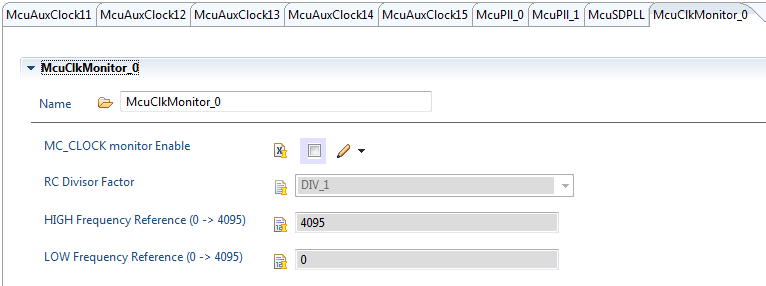 McuAuxClock11 McuAuxClock12 McuAuxClock13 McuAuxClock14 McuAuxClock15 McuPll_0 McuPll_1 McuSDPLL McuClkMonitor_0
McuClkMonitor_0
Name McuClkMonitor_0
MC_CLOCK monitor Enable
RC Divisor Factor DIV_1
HIGH Frequency Reference (0 -> 4095) 4095
LOW Frequency Reference (0 -> 4095) 0